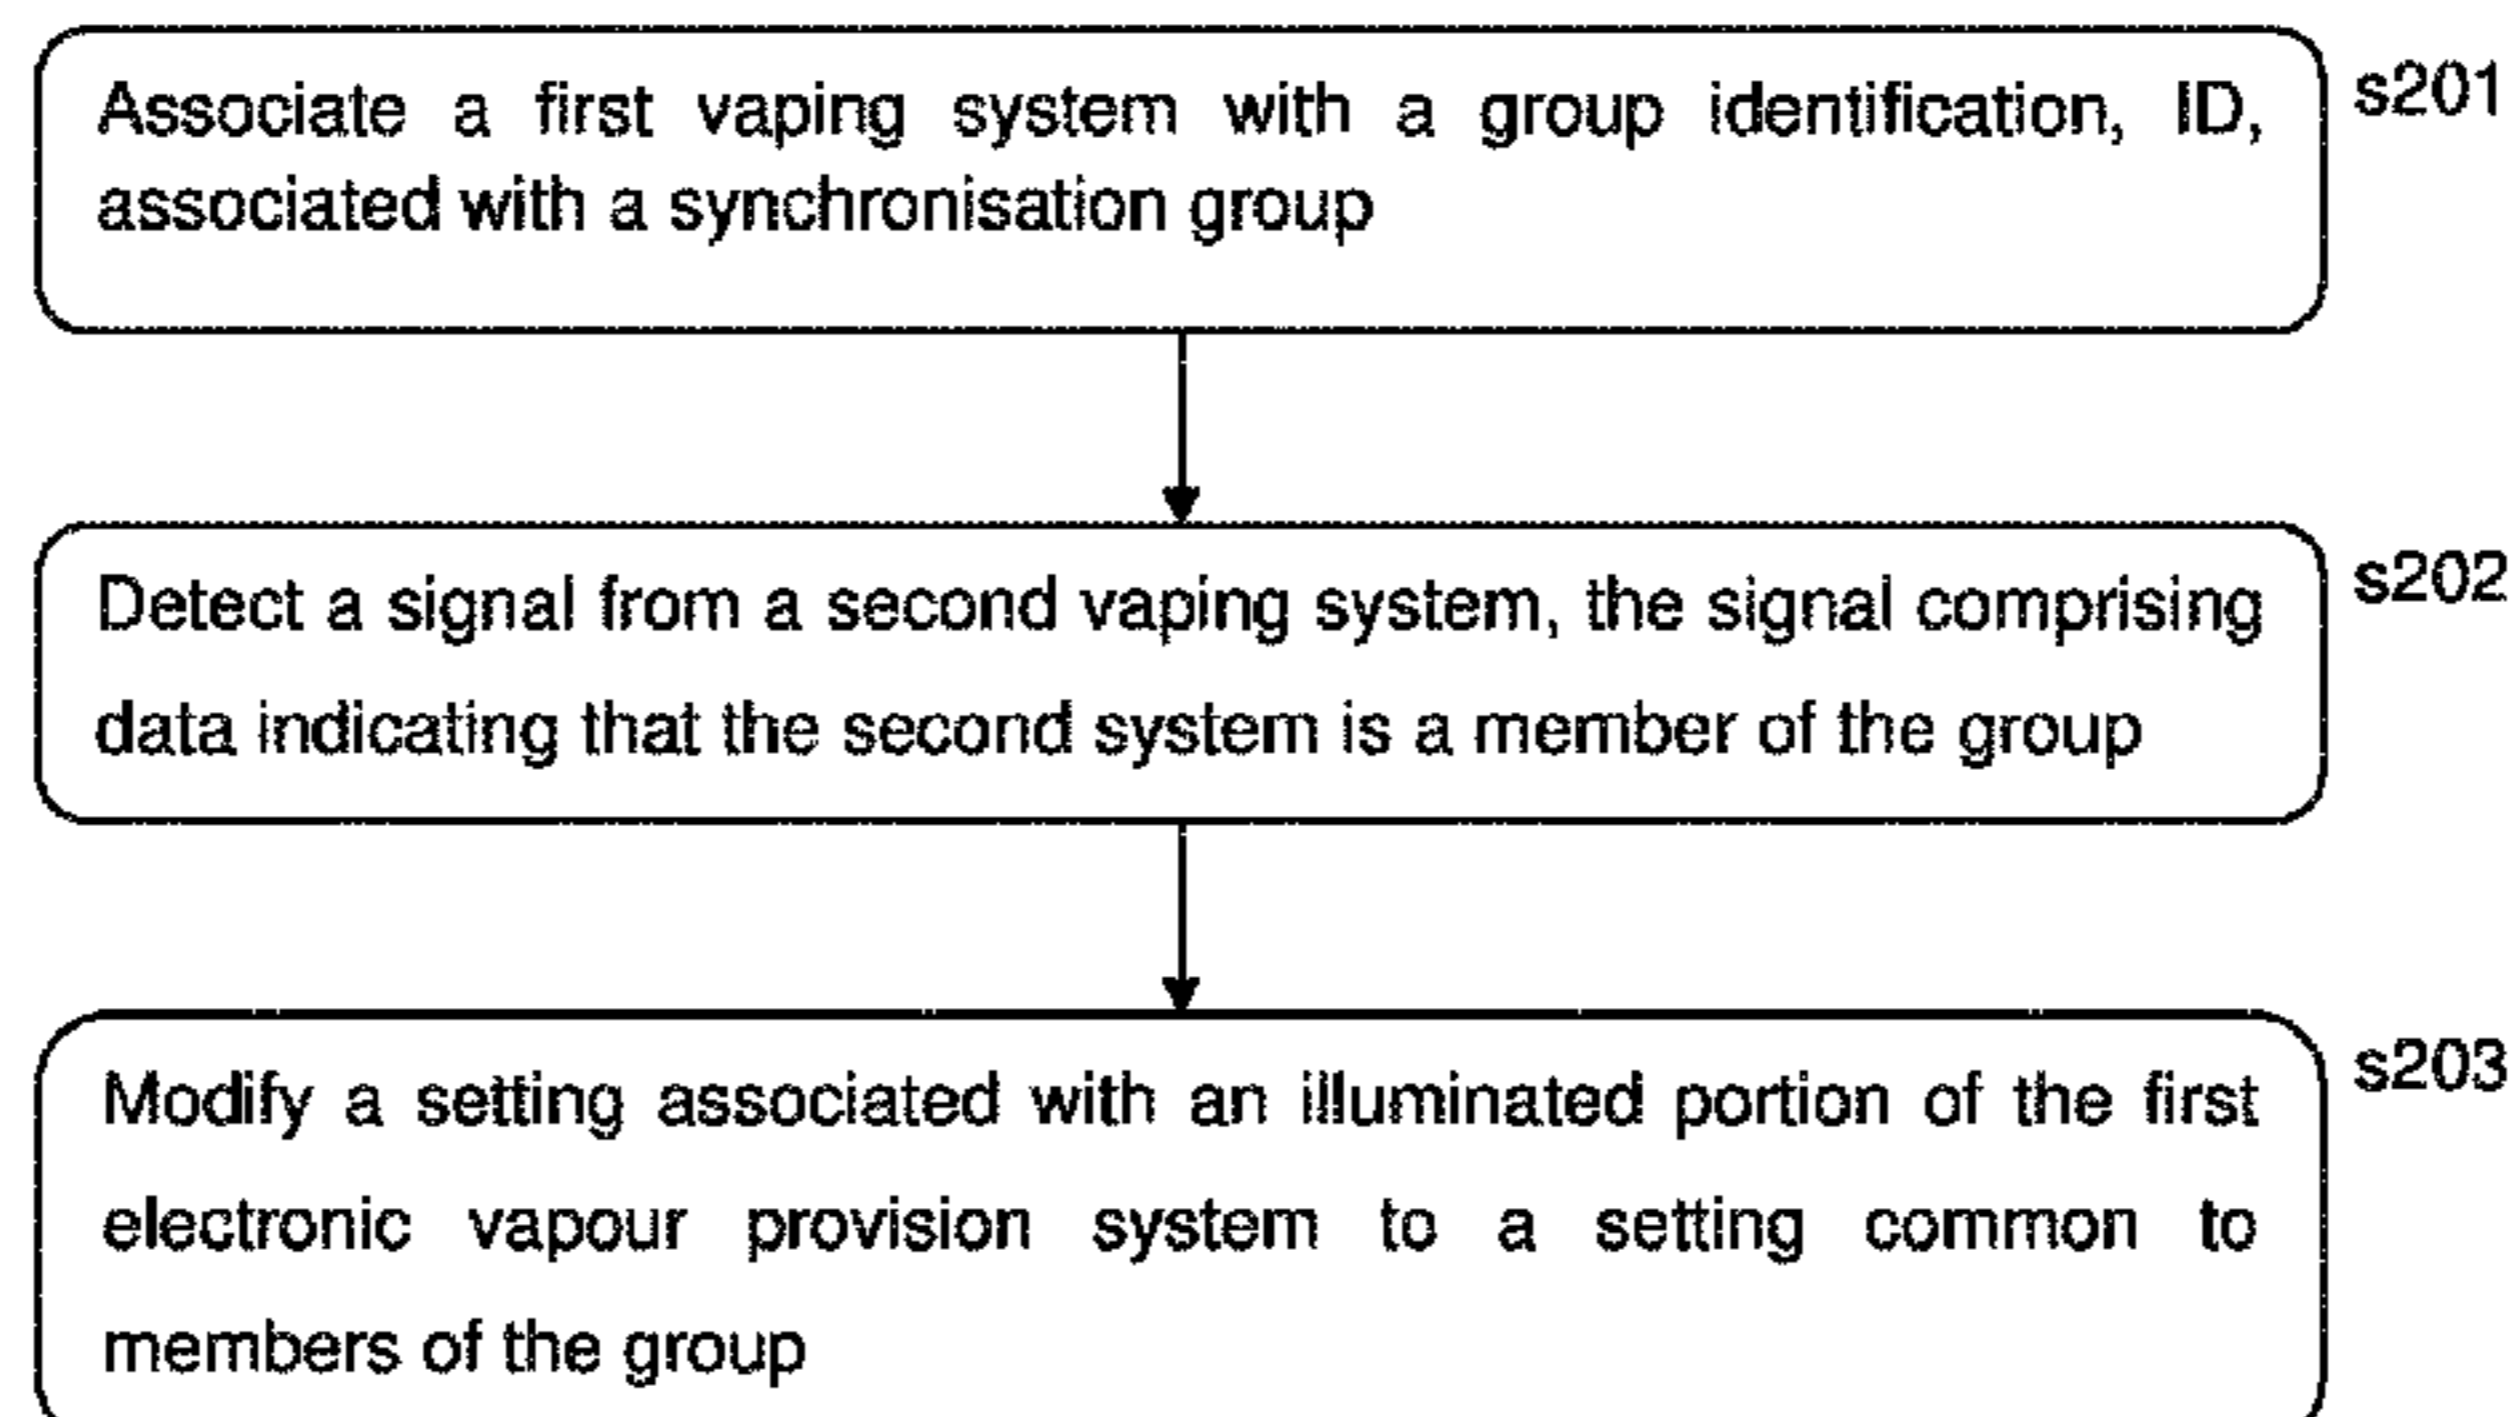 Associate a first vaping system with a group identification, ID, s201
associated with a synchronisation group
Detect a signal from a second vaping system, the signal comprising s202
data indicating that the second system is a member of the group
Modify a setting associated with an illuminated portion of the first s203
electronic vapour provision system to a setting common to
members of the group